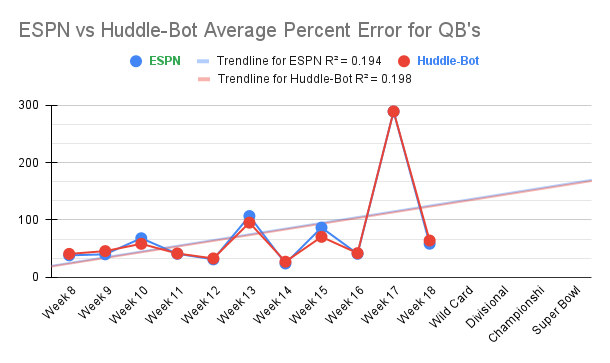 ESPN vs Huddle-Bot Average Percent Error for QB's
ESPN Trendline for ESPN R² = 0.194 Huddle-Bot
Trendline for Huddle-Bot R² = 0.198
300
200
100
0
Week 8
Week 9
Week 10
Week 11
Week 12
Week 13
Week 14
Week 15
Week 16
Week 17
Week 18
Wild Card
Divisional
Championshi
Super Bowl